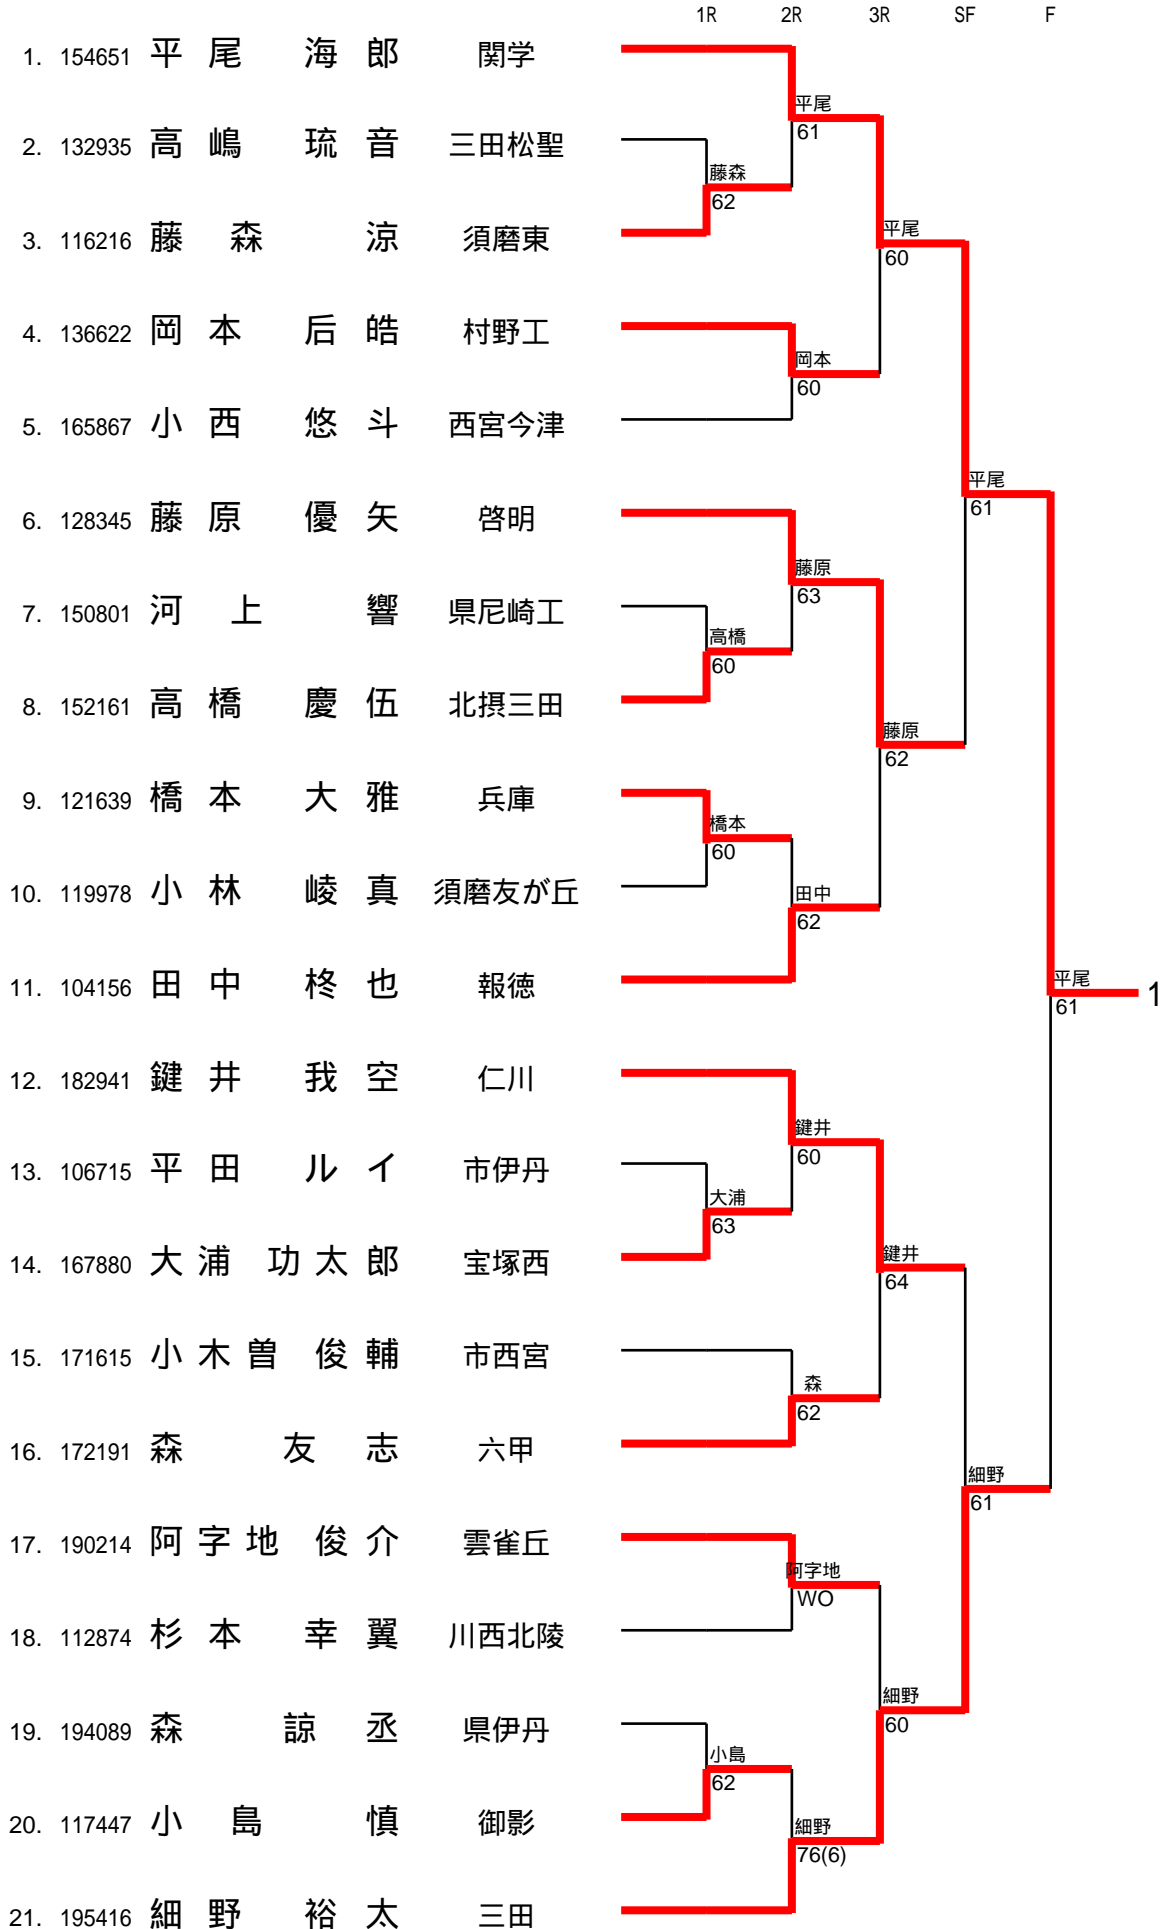 1R 2R 3R SF F
1. 154651 平尾 海郎 関学
平尾
61
2. 132935 高嶋 琉音 三田松聖
藤森
62
3. 116216 藤森 涼 須磨東
平尾
60
4. 136622 岡本 后皓 村野工
岡本
60
5. 165867 小西 悠斗 西宮今津
平尾
61
6. 128345 藤原 優矢 啓明
藤原
63
7. 150801 河上 響 県尼崎工
高橋
60
8. 152161 高橋 慶伍 北摂三田
藤原
62
9. 121639 橋本 大雅 兵庫
橋本
60
10. 119978 小林 崚真 須磨友が丘
田中
62
11. 104156 田中 柊也 報徳
平尾
61
1
12. 182941 鍵井 我空 仁川
鍵井
60
13. 106715 平田 ルイ 市伊丹
大浦
63
14. 167880 大浦 功太郎 宝塚西
鍵井
64
15. 171615 小木曽 俊輔 市西宮
森
62
16. 172191 森 友志 六甲
細野
61
17. 190214 阿字地 俊介 雲雀丘
阿字地
WO
18. 112874 杉本 幸翼 川西北陵
細野
60
19. 194089 森 諒丞 県伊丹
小島
62
20. 117447 小島 慎 御影
細野
76(6)
21. 195416 細野 裕太 三田